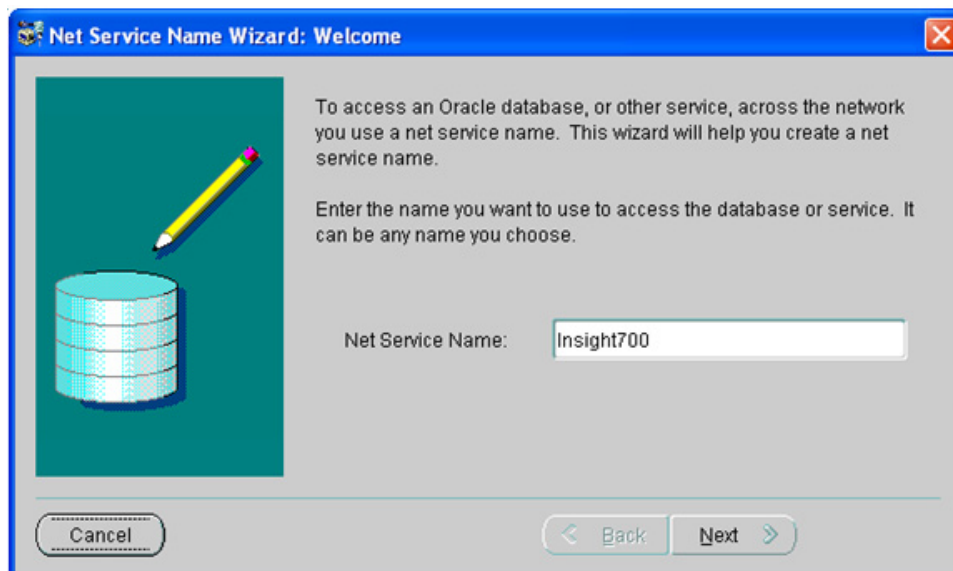 Net Service Name Wizard: Welcome
To access an Oracle database, or other service, across the network
you use a net service name. This wizard will help you create a net
service name.
Enter the name you want to use to access the database or service. It
can be any name you choose.
Net Service Name: Insight700
Cancel Back Next